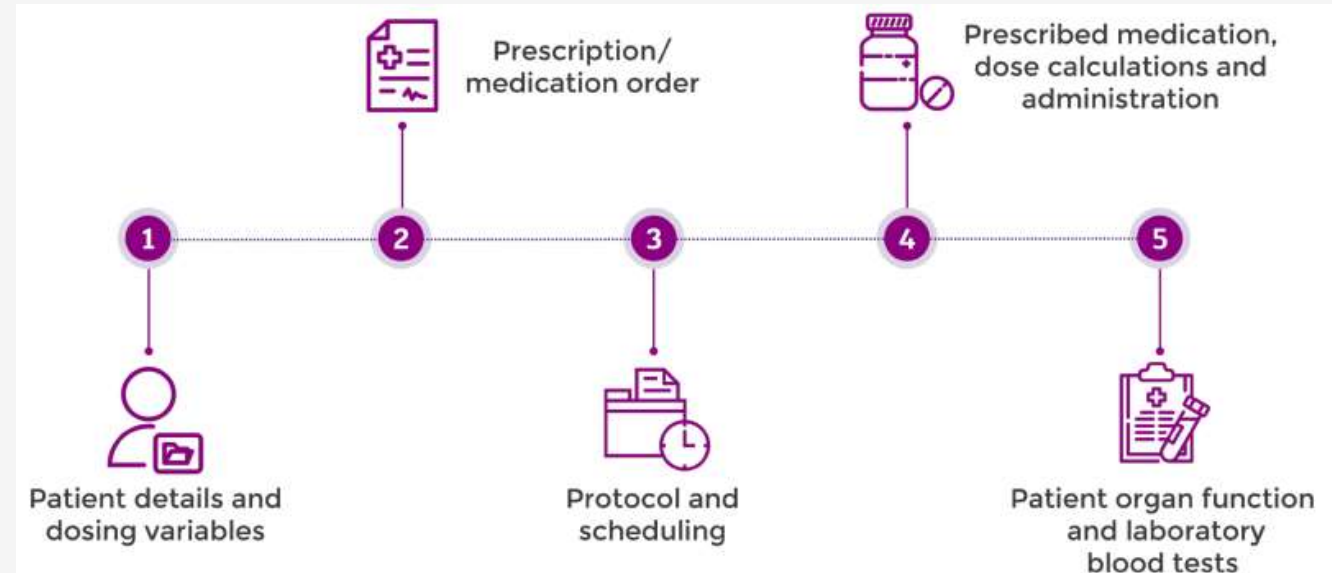 1
Patient details and
dosing variables
2
Prescription/
medication order
3
Protocol and
scheduling
4
Prescribed medication,
dose calculations and
administration
5
Patient organ function
and laboratory
blood tests